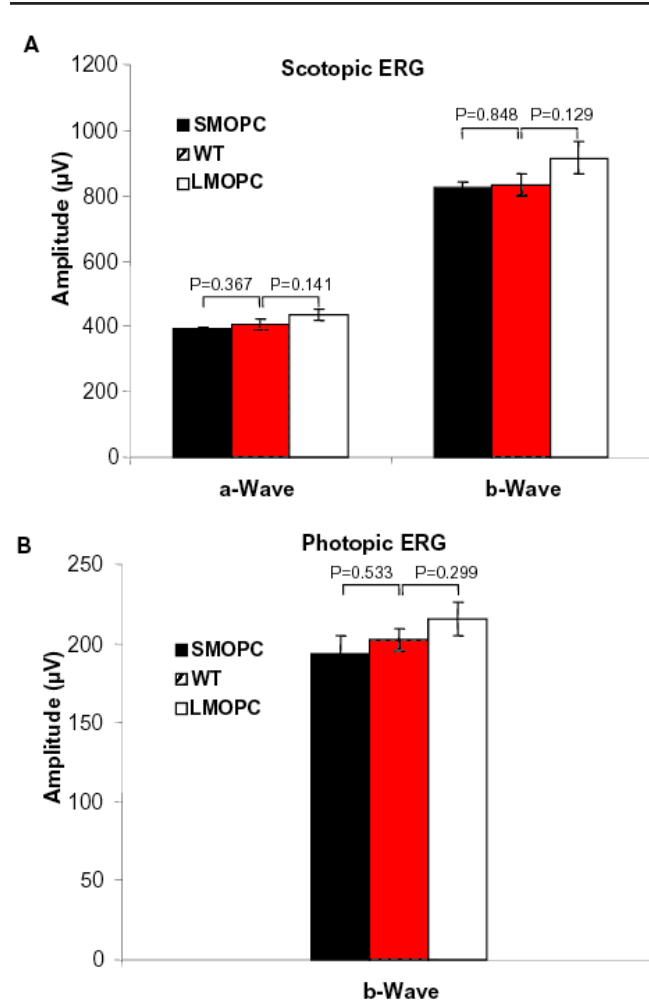 A
Scotopic ERG
1200
1000
800
600
400
200
0
Amplitude (µV)
SMOPC
WT
LMOPC
P=0.367 P=0.141
P=0.848 P=0.129
a-Wave b-Wave
B
Photopic ERG
250
200
150
100
50
0
Amplitude (µV)
SMOPC
WT
LMOPC
P=0.533 P=0.299
b-Wave